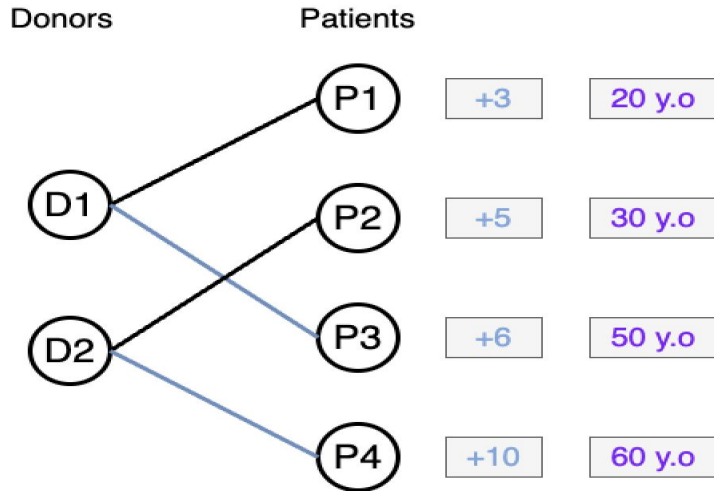 Donors Patients
P1 +3 20 y.o
D1
P2 +5 30 y.o
D2
P3 +6 50 y.o
P4 +10 60 y.o